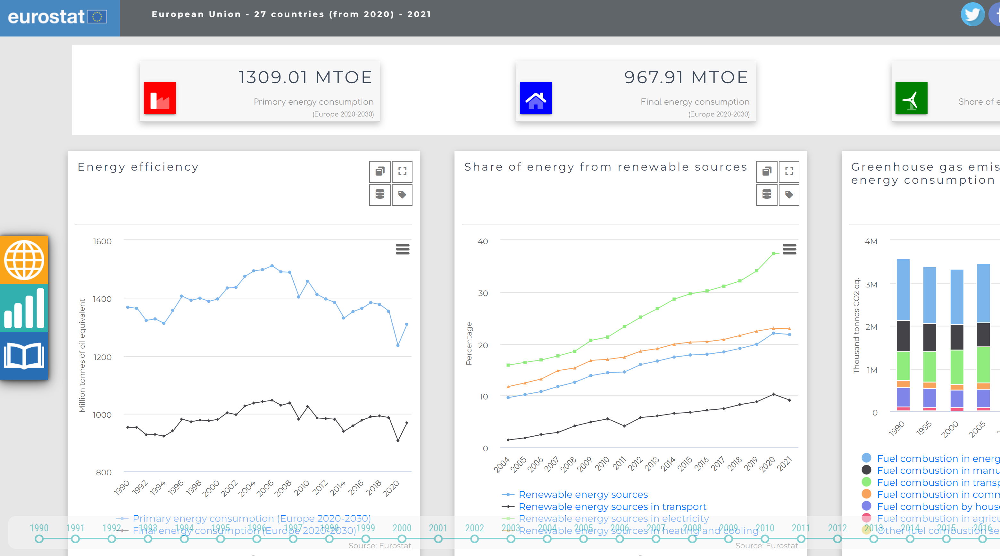 eurostat
European Union - 27 countries (from 2020) - 2021
1309.01 MTOE
Primary energy consumption
(Europe 2020-2030)
967.91 MTOE
Final energy consumption
(Europe 2020-2030)
Share of e
Energy efficiency
1600
1400
1200
1000
800
Million tonnes of oil equivalent
1990
1992
1994
1996
1998
2000
2002
2004
2006
2008
2010
2012
2014
2016
2018
2020
Primary energy consumption (Europe 2020-2030)
Final energy consumption (Europe 2020-2030)
Source: Eurostat
Share of energy from renewable sources
40
30
20
10
0
Percentage
2004
2005
2006
2007
2008
2009
2010
2011
2012
2013
2014
2015
2016
2017
2018
2019
2020
2021
Renewable energy sources
Renewable energy sources in transport
Renewable energy sources in electricity
Renewable energy sources in heating and cooling
Source: Eurostat
Greenhouse gas emis
energy consumption
4M
3M
2M
1M
0
Thousand tonnes CO2 eq.
1990
1995
2000
2005
Fuel combustion in energ
Fuel combustion in manu
Fuel combustion in transp
Fuel combustion in comm
Fuel combustion by hous
Fuel combustion in agricu
Other fuel combustion se
1990
1991
1992
1993
1994
1995
1996
1997
1998
1999
2000
2001
2002
2003
2004
2005
2006
2007
2008
2009
2010
2011
2012
2013
2014
2015
2016